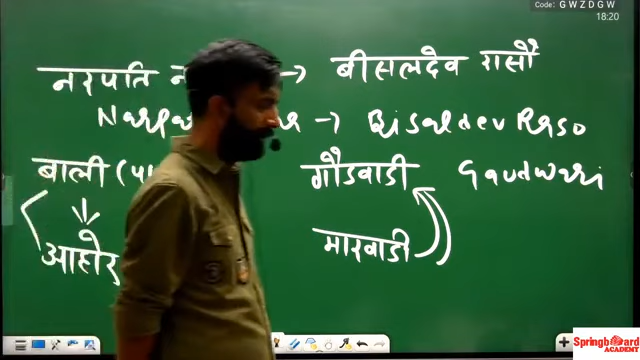 Code: GWZDGW
18:20
नरपति → बीसलदेव रासौ
→ Bisaldev Raso
बाली गौडवाडी Gaudwari
आहोर मारवाडी
Springboard
ACADEMY